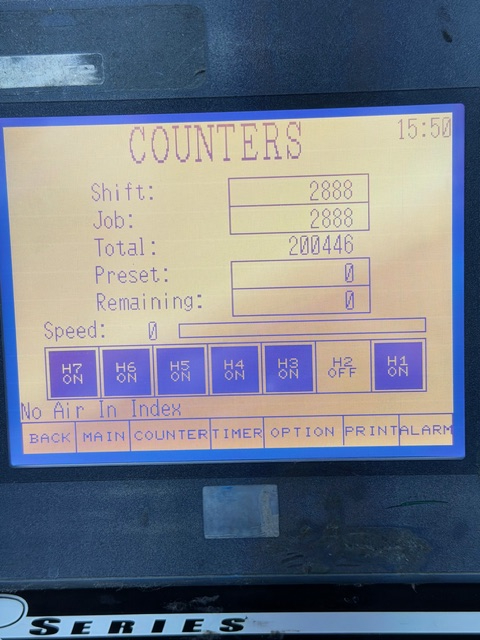 COUNTERS
15:50
Shift: 2888
Job: 2888
Total: 200446
Preset: 0
Remaining: 0
Speed: 0
H7 ON H6 ON H5 ON H4 ON H3 ON H2 OFF H1 ON
No Air In Index
BACK MAIN COUNTER TIMER OPTION PRINT ALARM
SERIES